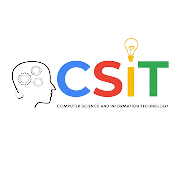 CSiT
COMPUTER SCIENCE AND INFORMATION TECHNOLOGY